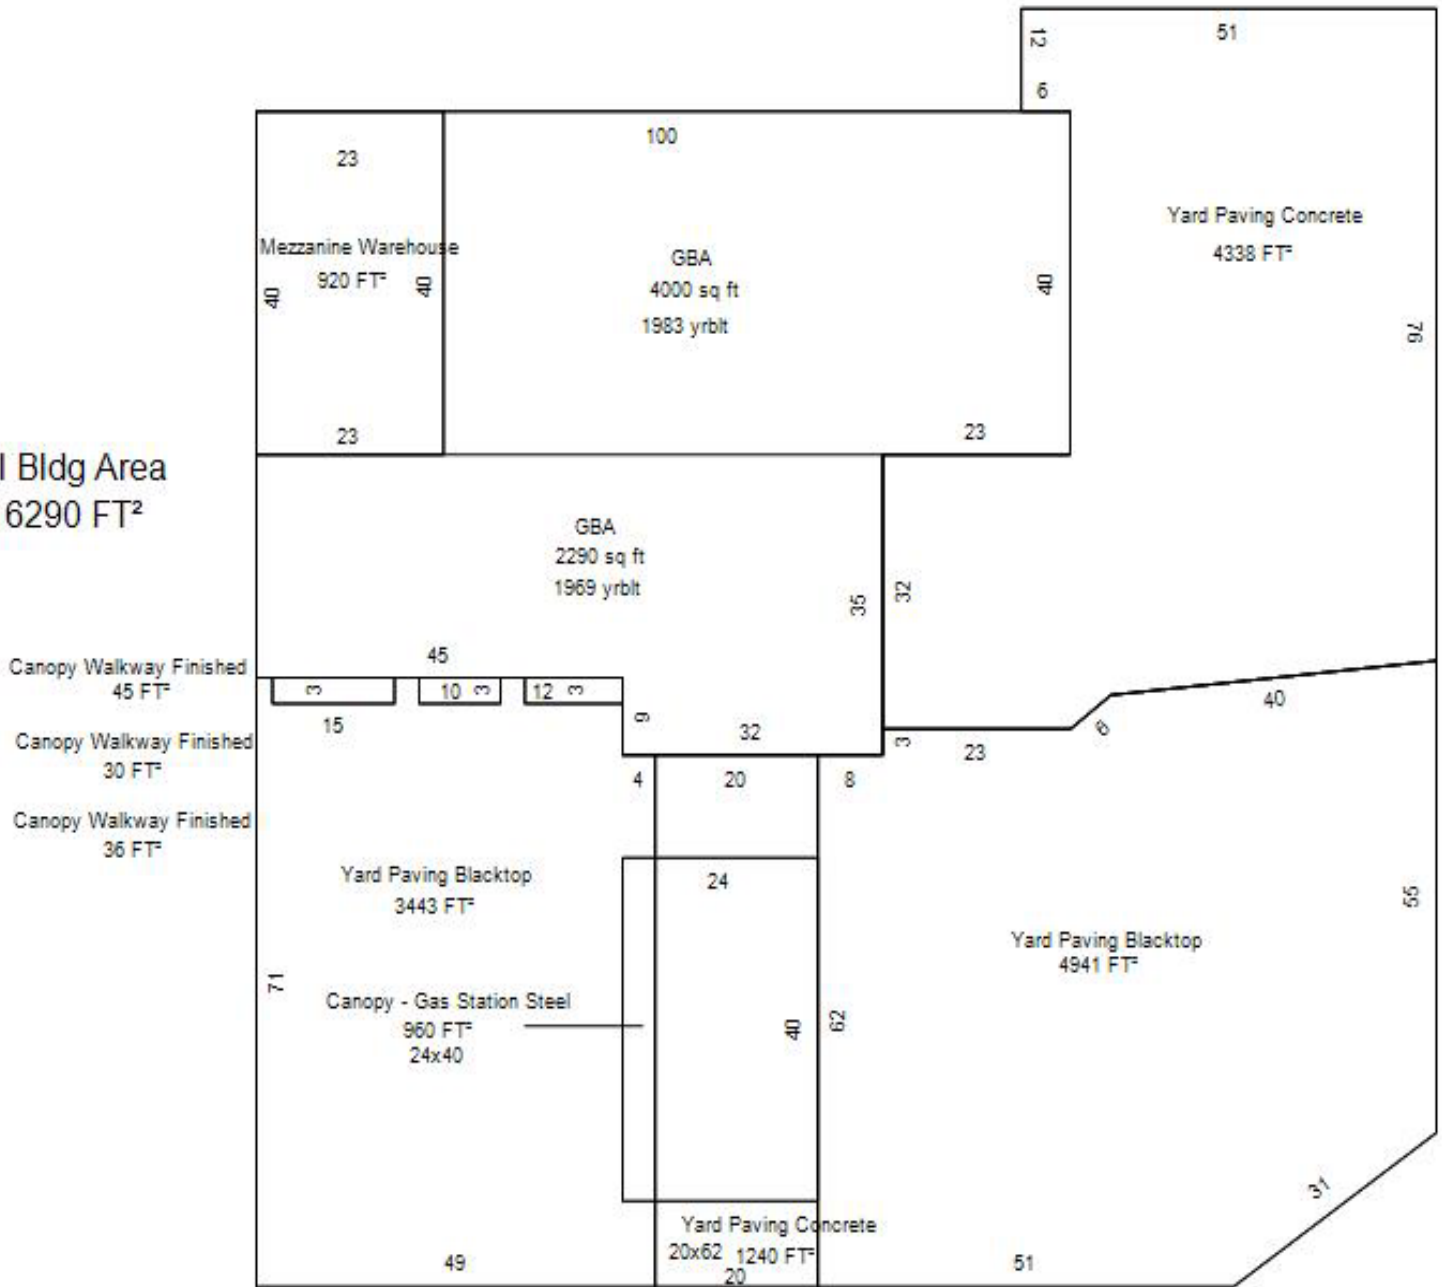 51
12
6
100
23
Yard Paving Concrete
4338 FT²
Mezzanine Warehouse
920 FT²
40
40
GBA
4000 sq ft
1983 yrblt
40
76
23
23
l Bldg Area
6290 FT²
GBA
2290 sq ft
1969 yrblt
35
32
45
Canopy Walkway Finished
45 FT²
3
10
3
12
3
15
9
32
3
23
6
40
Canopy Walkway Finished
30 FT²
4
20
8
Canopy Walkway Finished
36 FT²
Yard Paving Blacktop
3443 FT²
24
55
Yard Paving Blacktop
4941 FT²
71
Canopy - Gas Station Steel
960 FT²
24x40
40
62
31
Yard Paving Concrete
20x62 1240 FT²
49
20
51